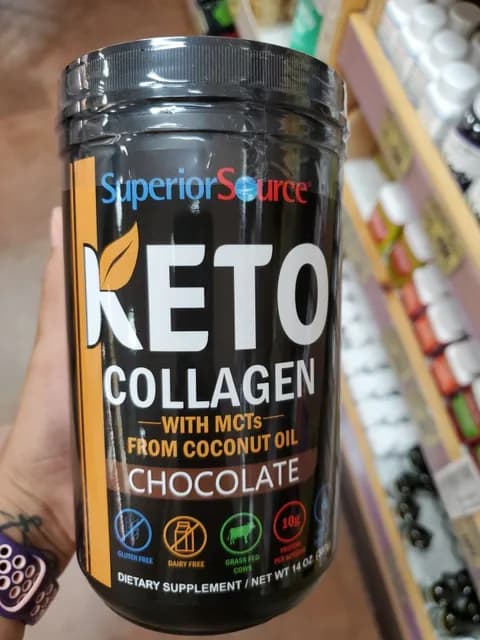 SuperiorSource
KETO
COLLAGEN
WITH MCTs
FROM COCONUT OIL
CHOCOLATE
GLUTEN FREE
DAIRY FREE
GRASS FED
COWS
10g
PROTEIN
PER SERVING
DIETARY SUPPLEMENT / NET WT 14 OZ